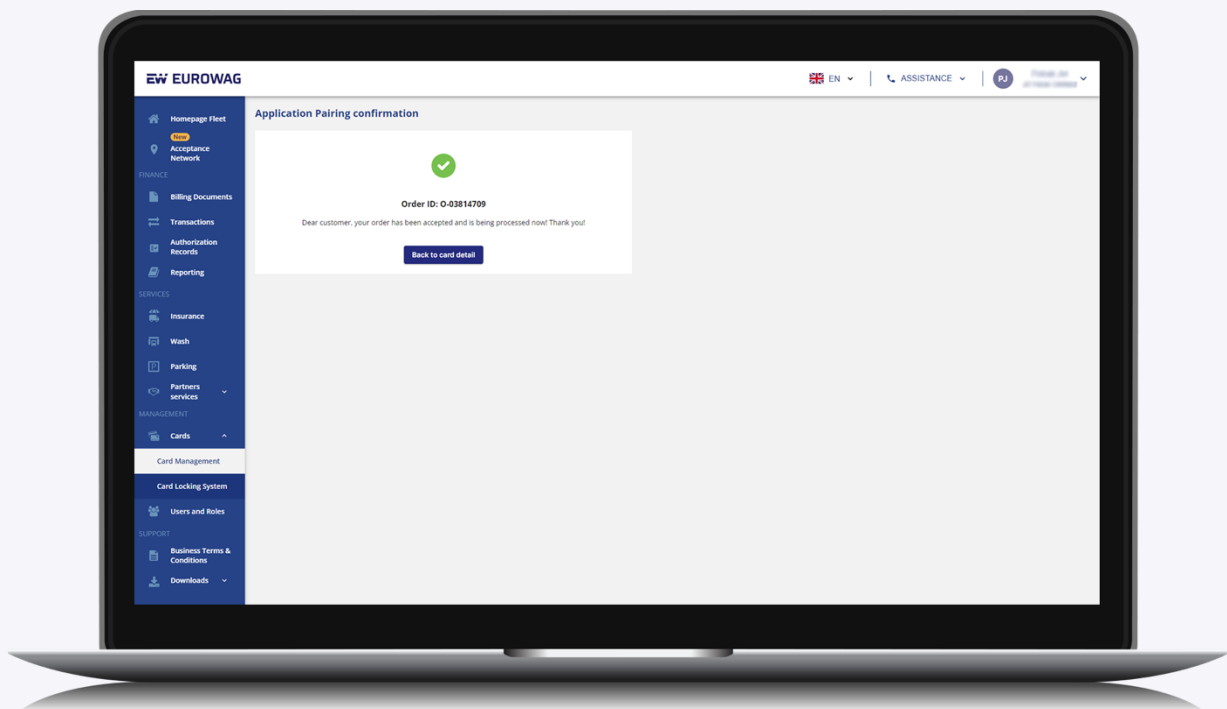 EW EUROWAG
EN
ASSISTANCE
PJ
Homepage Fleet
New
Acceptance
Network
FINANCE
Billing Documents
Transactions
Authorization
Records
Reporting
SERVICES
Insurance
Wash
P
Parking
Partners
services
MANAGEMENT
Cards
Card Management
Card Locking System
Users and Roles
SUPPORT
Business Terms &
Conditions
Downloads
Application Pairing confirmation
Order ID: O-03814709
Dear customer, your order has been accepted and is being processed now! Thank you!
Back to card detail